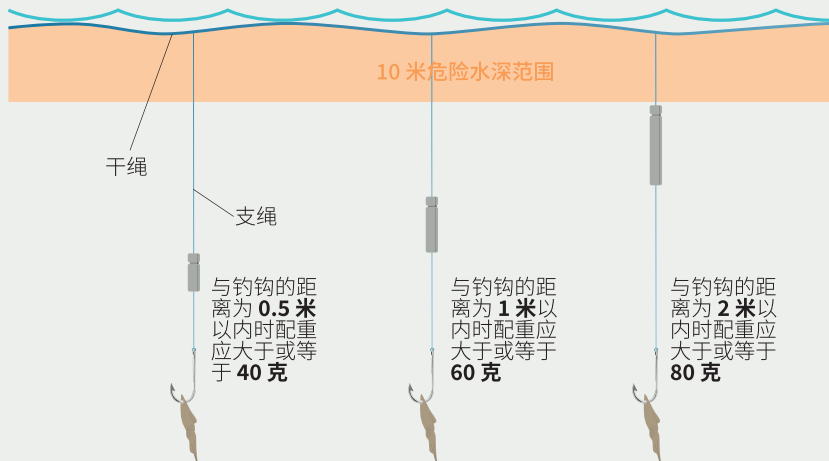 10 米危险水深范围
干绳
支绳
与钓钩的距
离为 0.5 米
以内时配重
应大于或等
于 40 克
与钓钩的距
离为 1 米以
内时配重应
大于或等于
60 克
与钓钩的距
离为 2 米以
内时配重应
大于或等于
80 克